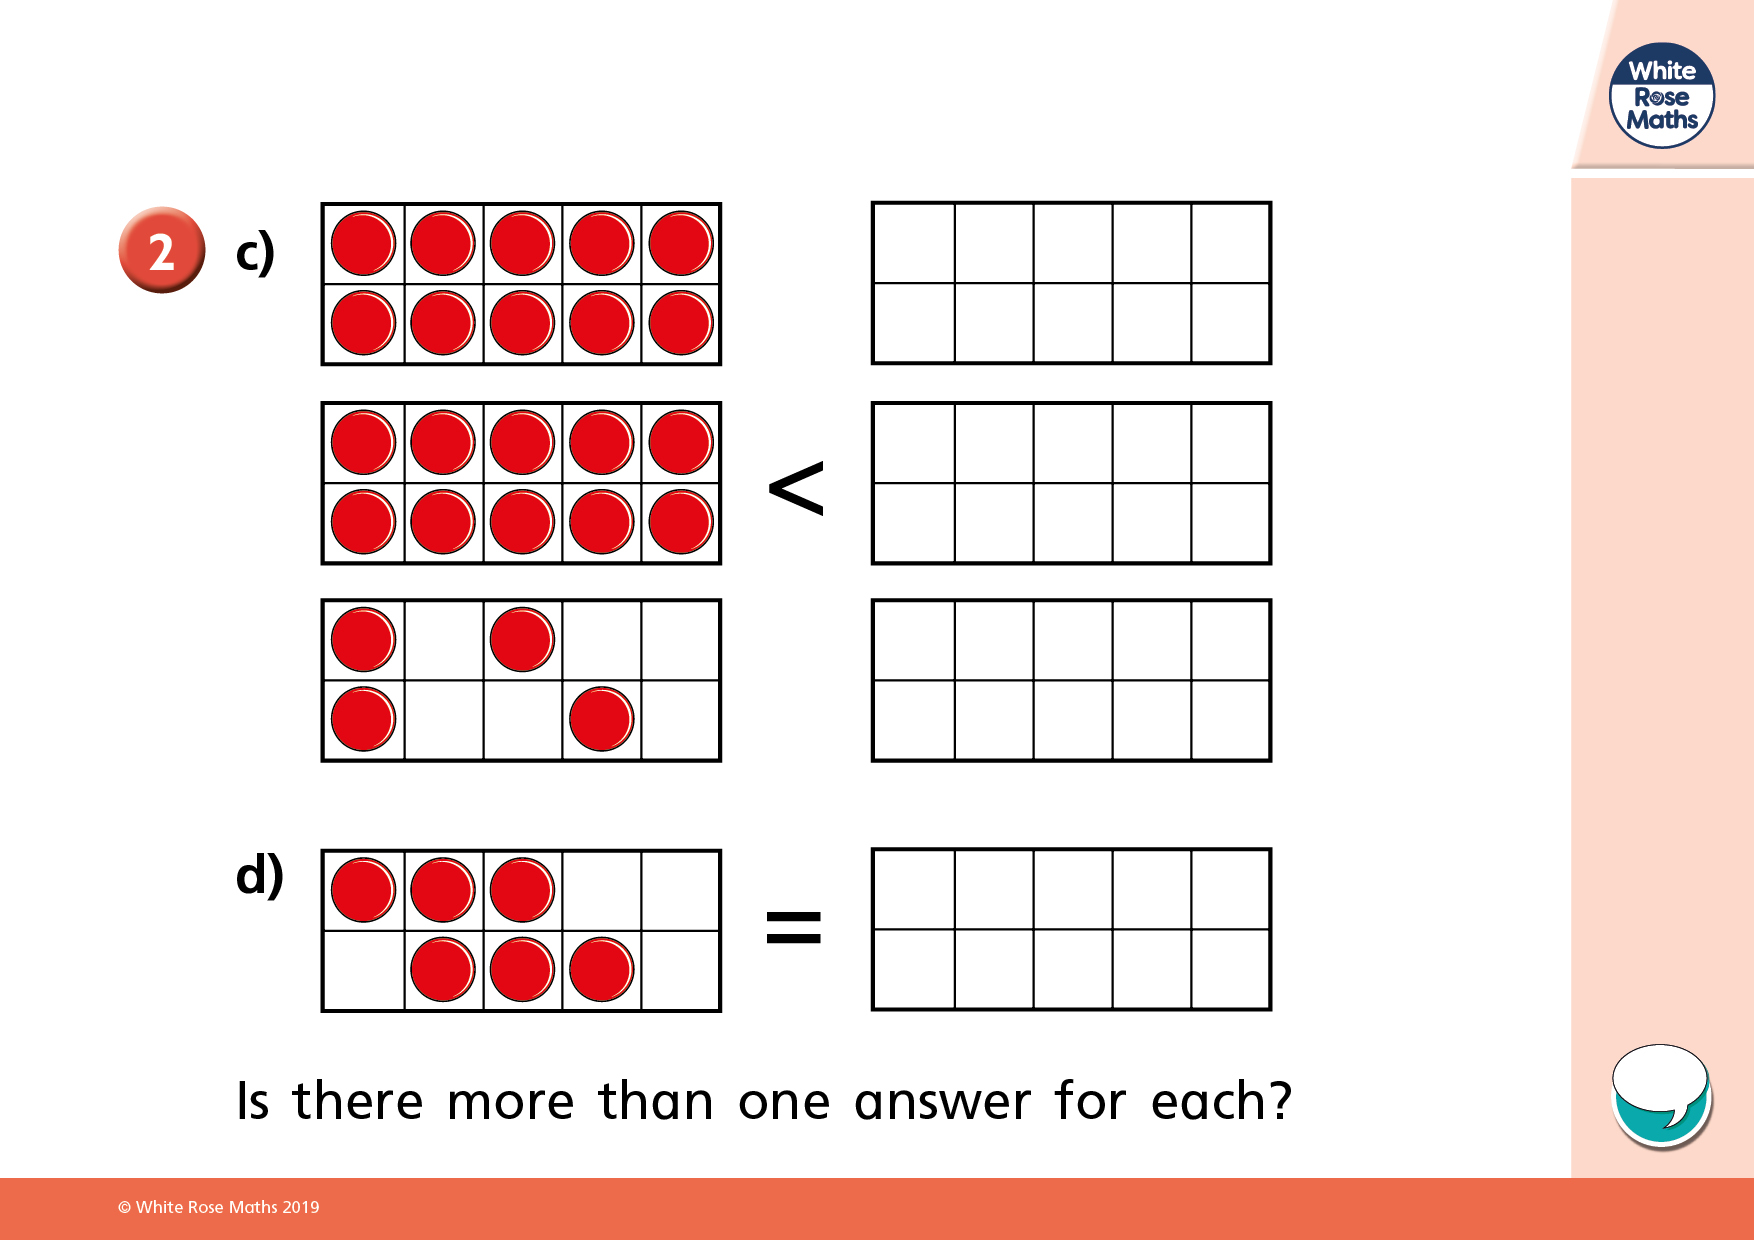 White
Rose
Maths
2 c)
<
d)
=
Is there more than one answer for each?
© White Rose Maths 2019